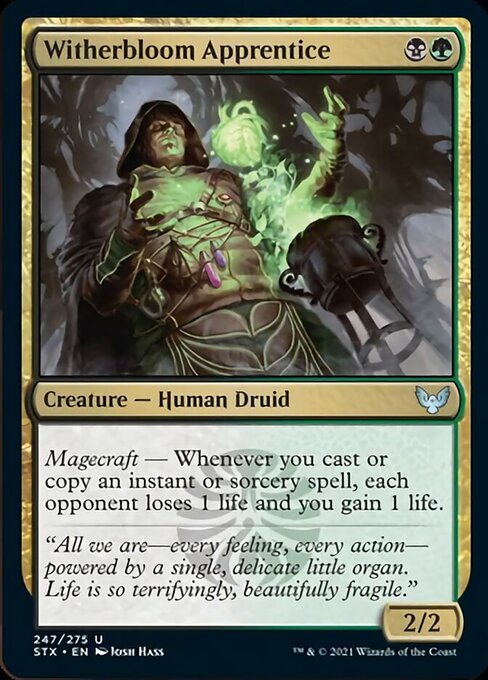 Witherbloom Apprentice
Creature — Human Druid
Magecraft — Whenever you cast or
copy an instant or sorcery spell, each
opponent loses 1 life and you gain 1 life.
“All we are—every feeling, every action—
powered by a single, delicate little organ.
Life is so terrifyingly, beautifully fragile.”
2/2
247/275 U
STX • EN Josh Hass
™ & © 2021 Wizards of the Coast